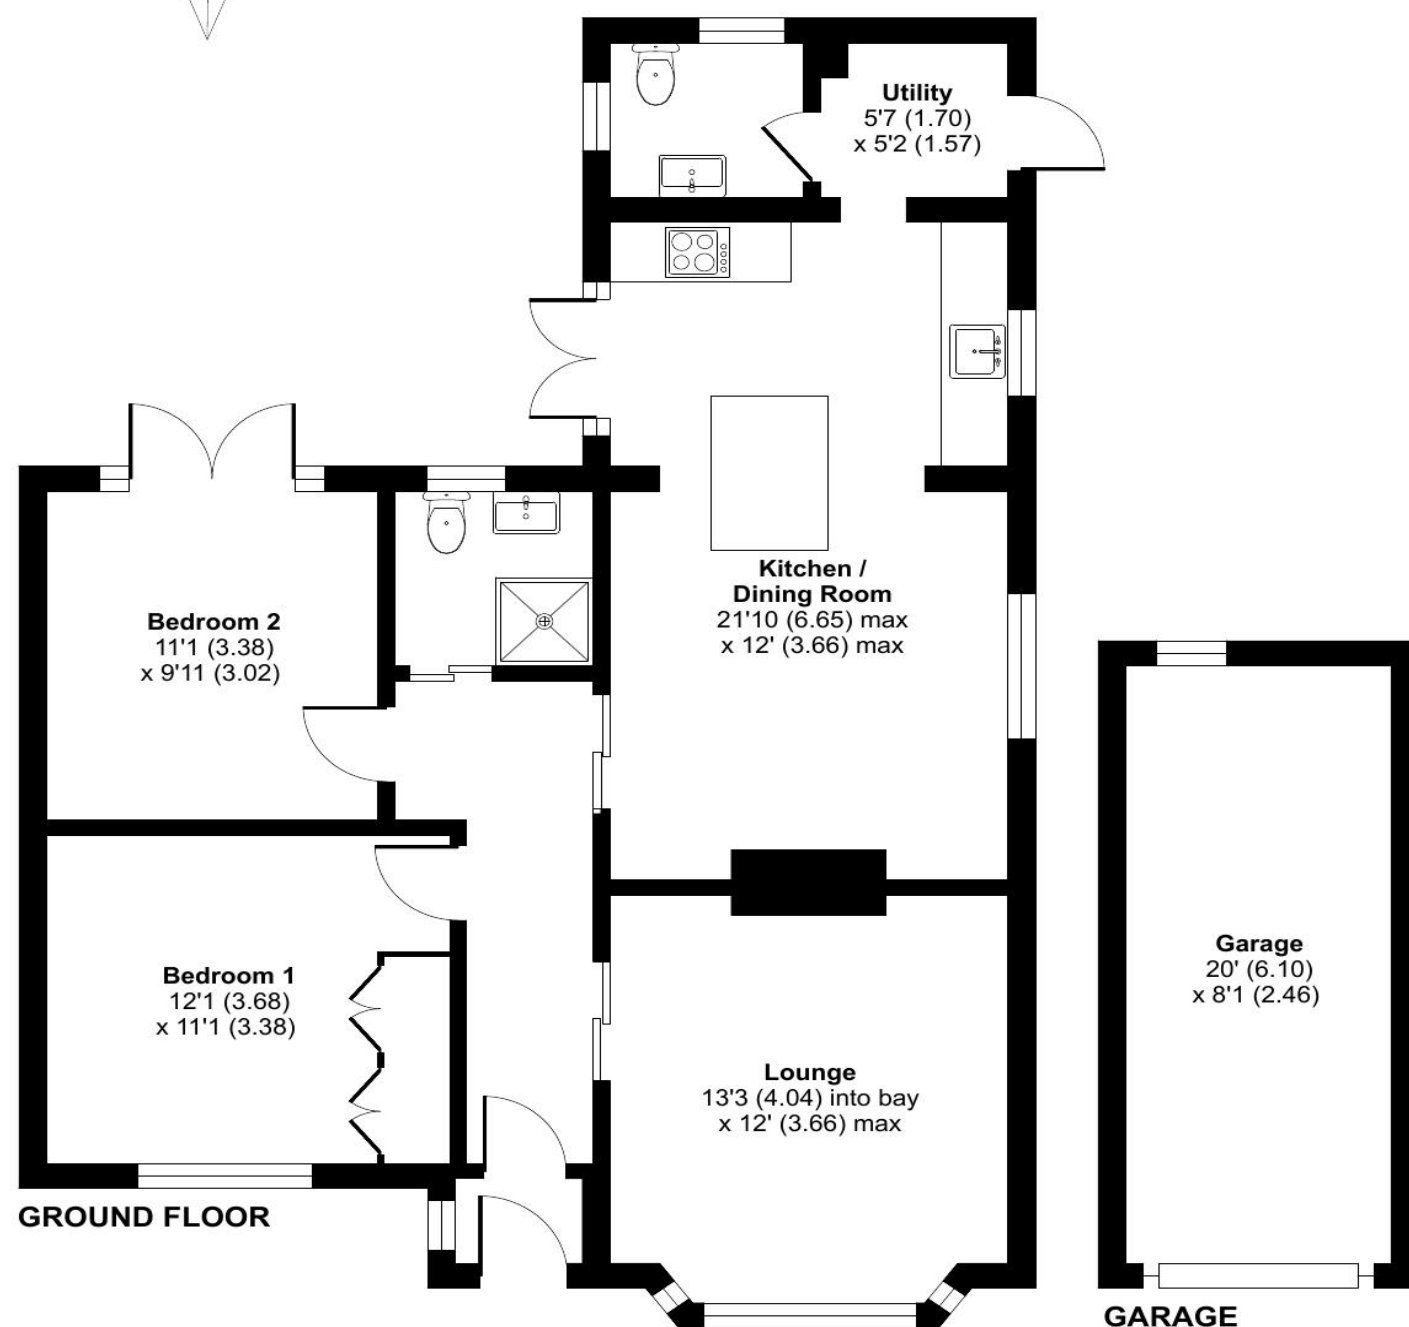 Utility
5'7 (1.70)
x 5'2 (1.57)
Kitchen /
Dining Room
21'10 (6.65) max
x 12' (3.66) max
Bedroom 2
11'1 (3.38)
x 9'11 (3.02)
Bedroom 1
12'1 (3.68)
x 11'1 (3.38)
Lounge
13'3 (4.04) into bay
x 12' (3.66) max
Garage
20' (6.10)
x 8'1 (2.46)
GROUND FLOOR
GARAGE